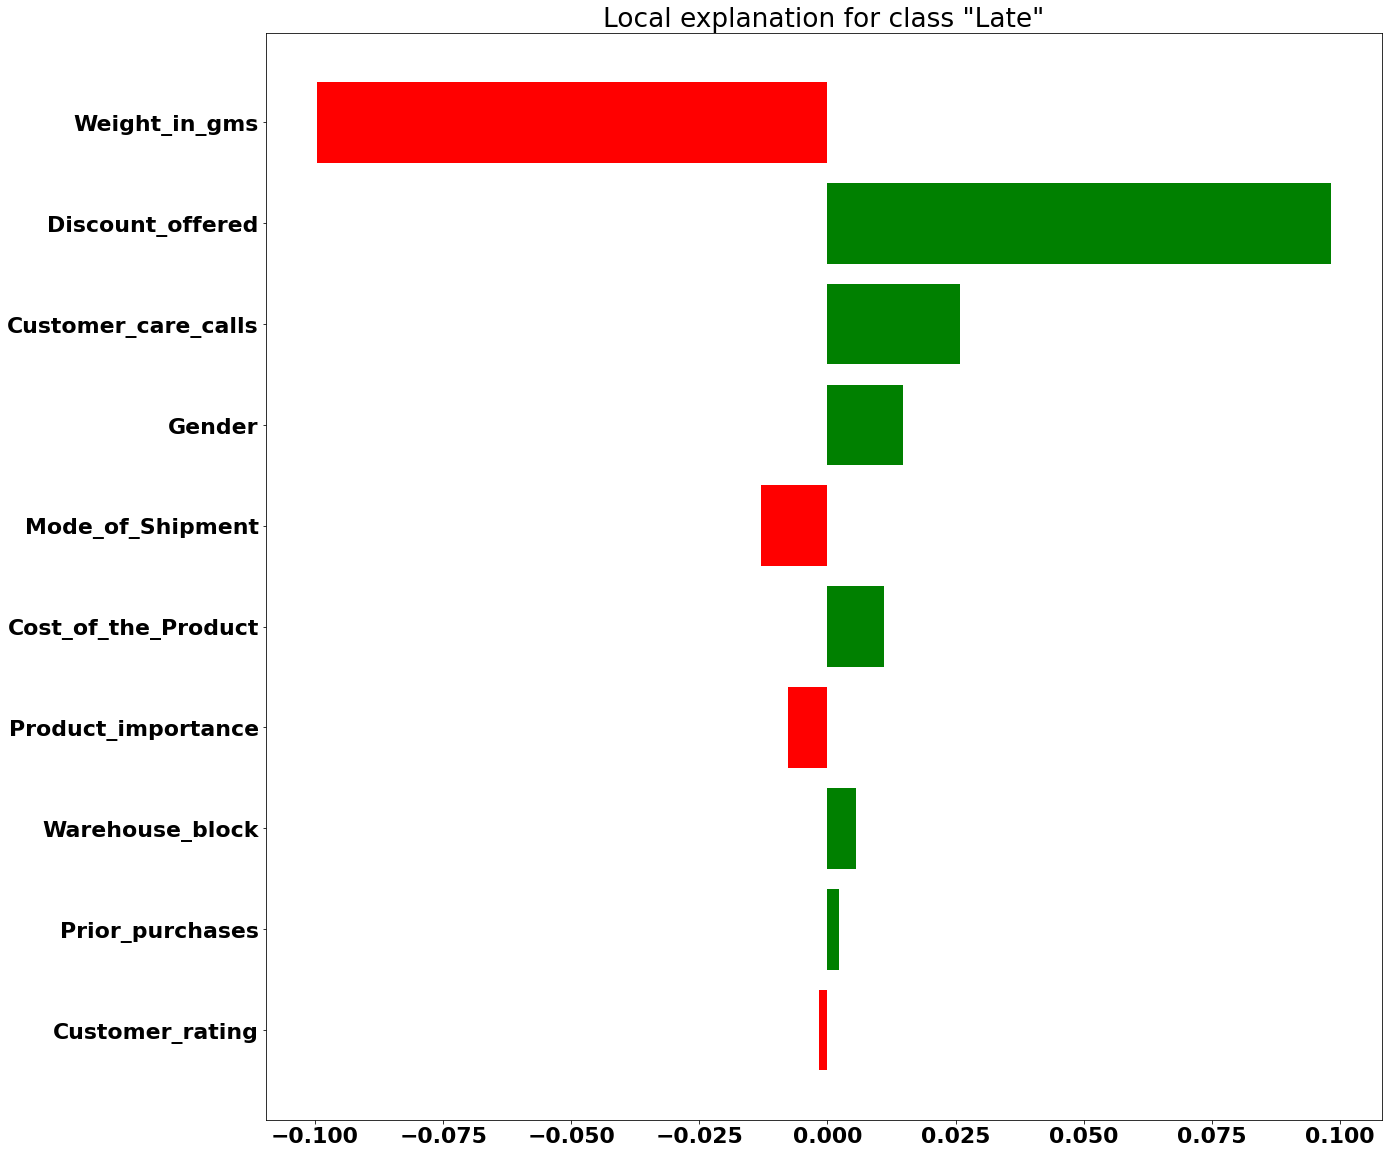 Local explanation for class "Late"
Weight_in_gms
Discount_offered
Customer_care_calls
Gender
Mode_of_Shipment
Cost_of_the_Product
Product_importance
Warehouse_block
Prior_purchases
Customer_rating
−0.100 −0.075 −0.050 −0.025 0.000 0.025 0.050 0.075 0.100